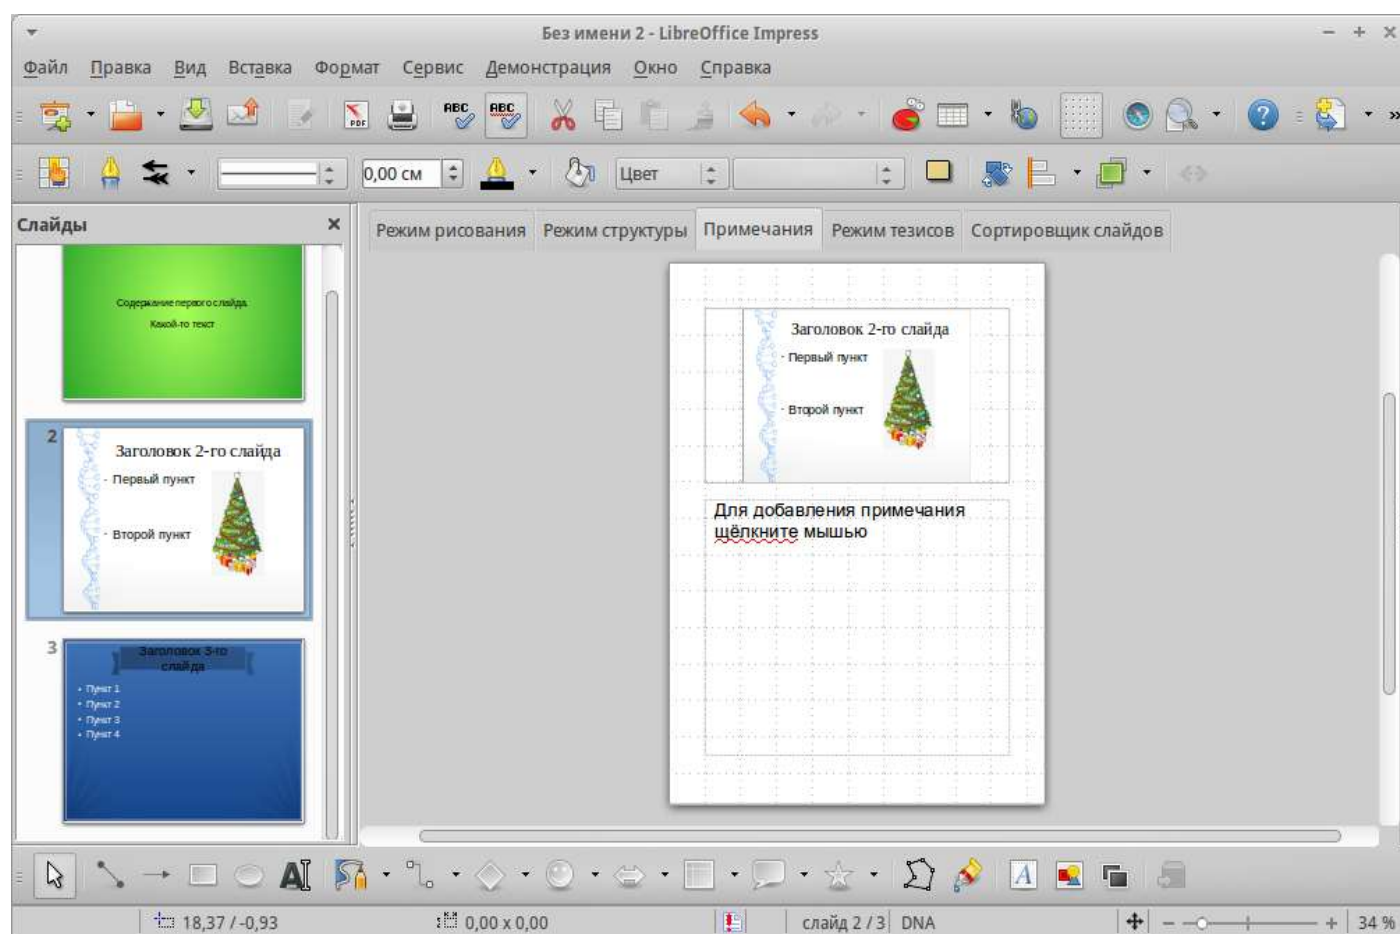 Без имени 2 - LibreOffice Impress
Файл Правка Вид Вставка Формат Сервис Демонстрация Окно Справка
PDF ABC ABC
0,00 см Цвет
Слайды
Режим рисования Режим структуры Примечания Режим тезисов Сортировщик слайдов
Содержание первого слайда.
Какой-то текст
2
Заголовок 2-го слайда
- Первый пункт
- Второй пункт
3
Заголовок 3-го
слайда
• Пункт 1
• Пункт 2
• Пункт 3
• Пункт 4
Заголовок 2-го слайда
- Первый пункт
- Второй пункт
Для добавления примечания
щёлкните мышью
18,37 / -0,93 0,00 x 0,00 слайд 2 / 3 DNA 34 %